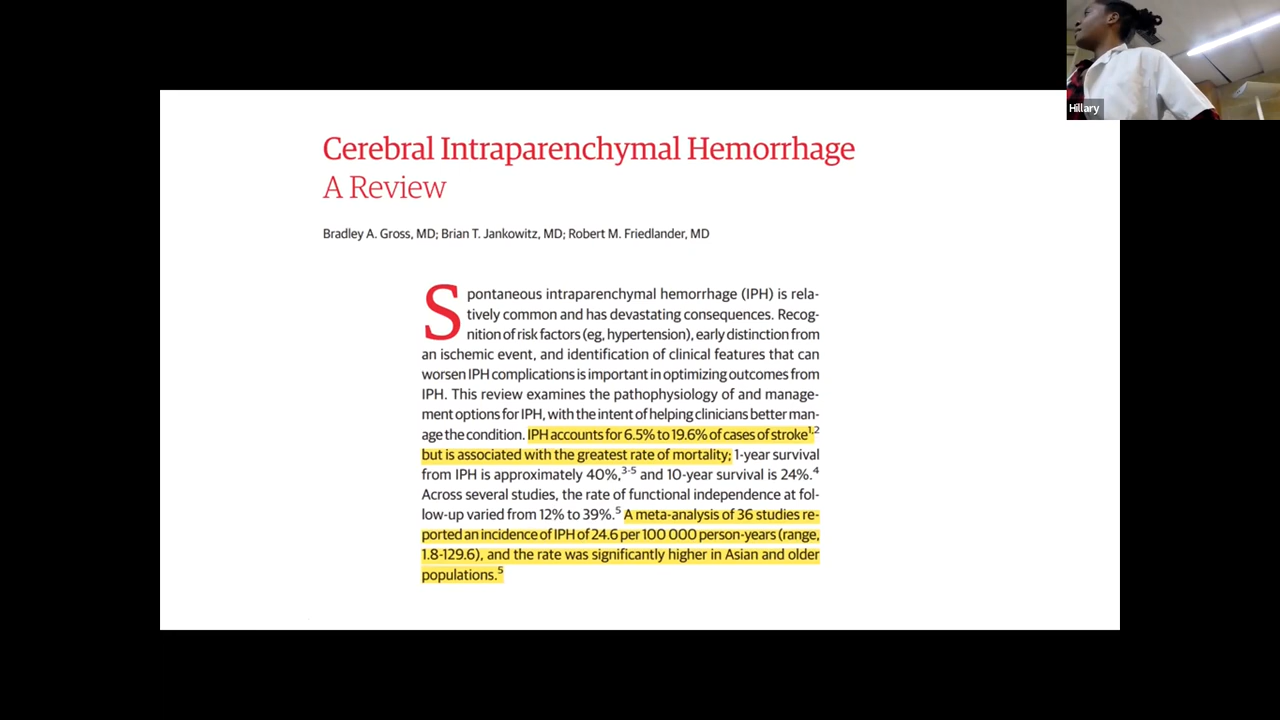 Hillary
Cerebral Intraparenchymal Hemorrhage
A Review
Bradley A. Gross, MD; Brian T. Jankowitz, MD; Robert M. Friedlander, MD
Spontaneous intraparenchymal hemorrhage (IPH) is rela-
tively common and has devastating consequences. Recog-
nition of risk factors (eg, hypertension), early distinction from
an ischemic event, and identification of clinical features that can
worsen IPH complications is important in optimizing outcomes from
IPH. This review examines the pathophysiology of and manage-
ment options for IPH, with the intent of helping clinicians better man-
age the condition. IPH accounts for 6.5% to 19.6% of cases of stroke1,2
but is associated with the greatest rate of mortality; 1-year survival
from IPH is approximately 40%,3-5 and 10-year survival is 24%.4
Across several studies, the rate of functional independence at fol-
low-up varied from 12% to 39%.5 A meta-analysis of 36 studies re-
ported an incidence of IPH of 24.6 per 100 000 person-years (range,
1.8-129.6), and the rate was significantly higher in Asian and older
populations.5